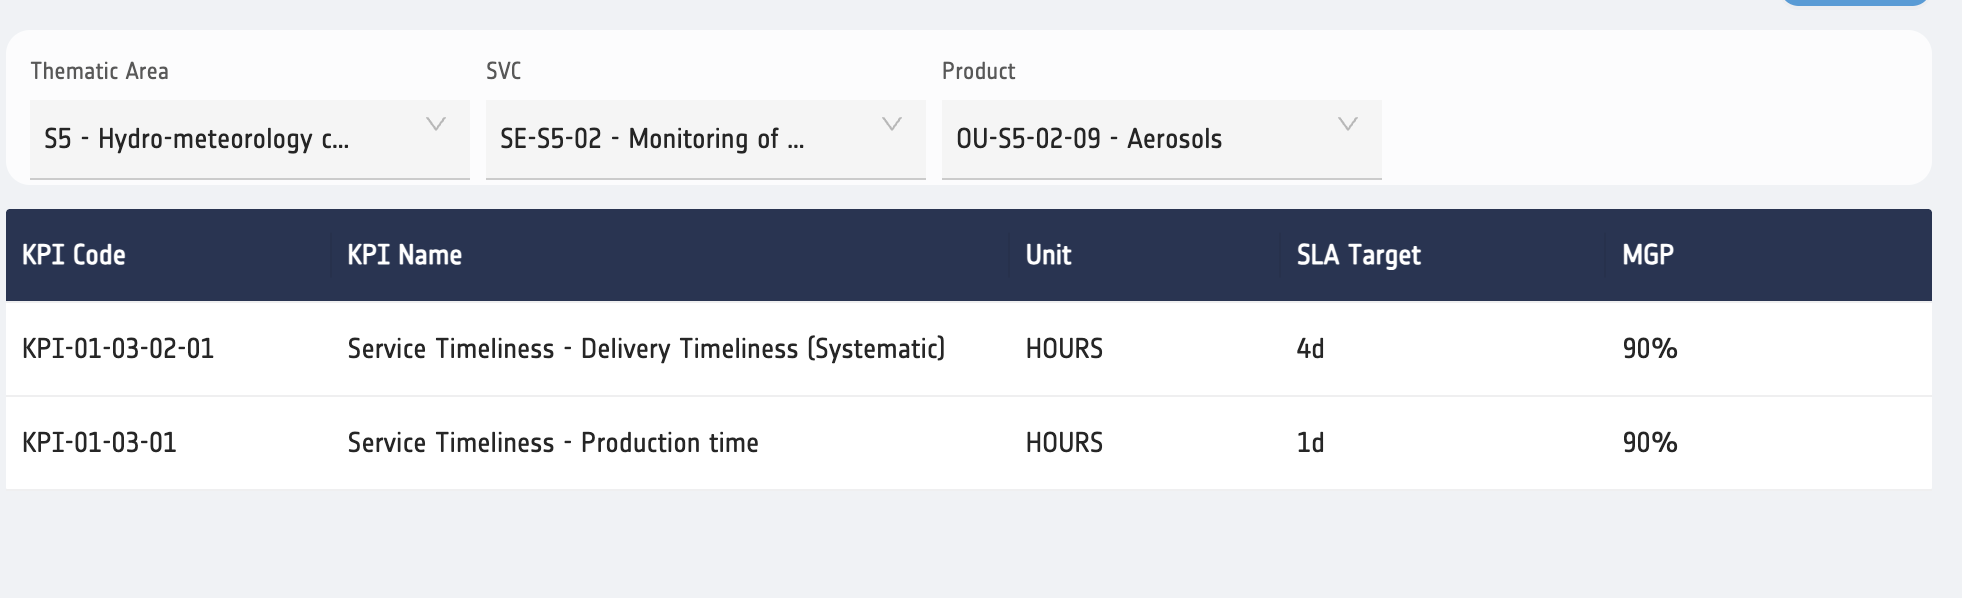 Thematic Area SVC Product
S5 - Hydro-meteorology c... SE-S5-02 - Monitoring of ... OU-S5-02-09 - Aerosols
KPI Code KPI Name Unit SLA Target MGP
KPI-01-03-02-01 Service Timeliness - Delivery Timeliness (Systematic) HOURS 4d 90%
KPI-01-03-01 Service Timeliness - Production time HOURS 1d 90%